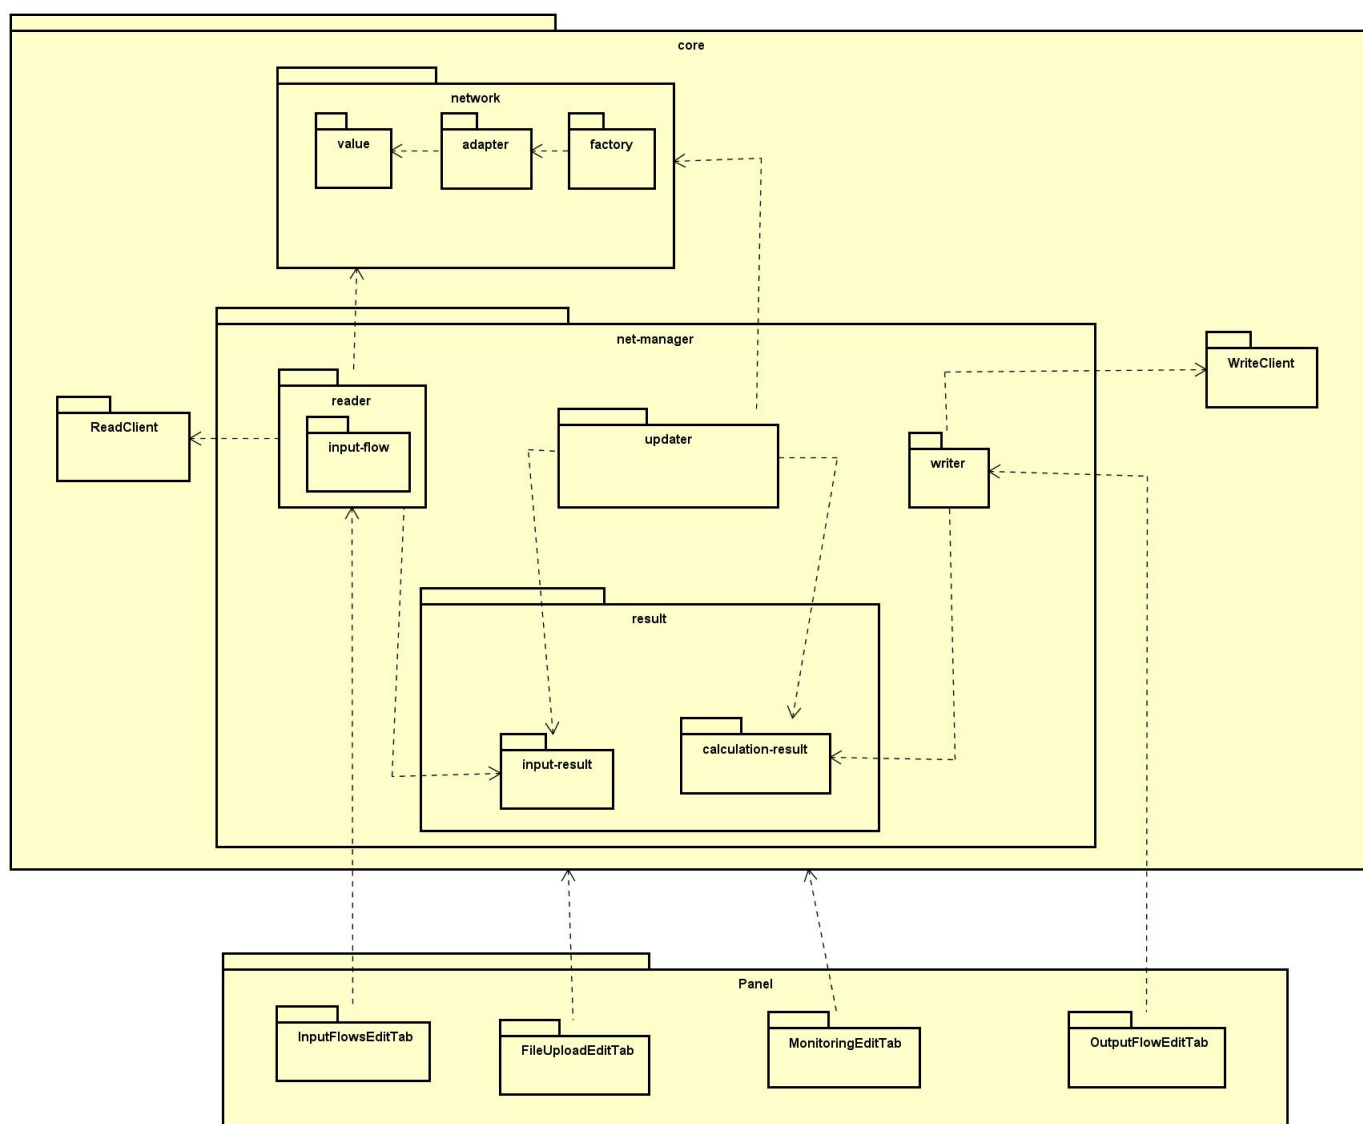 core
network
value
adapter
factory
net-manager
WriteClient
reader
ReadClient
input-flow
updater
writer
result
input-result
calculation-result
Panel
InputFlowsEditTab
FileUploadEditTab
MonitoringEditTab
OutputFlowEditTab